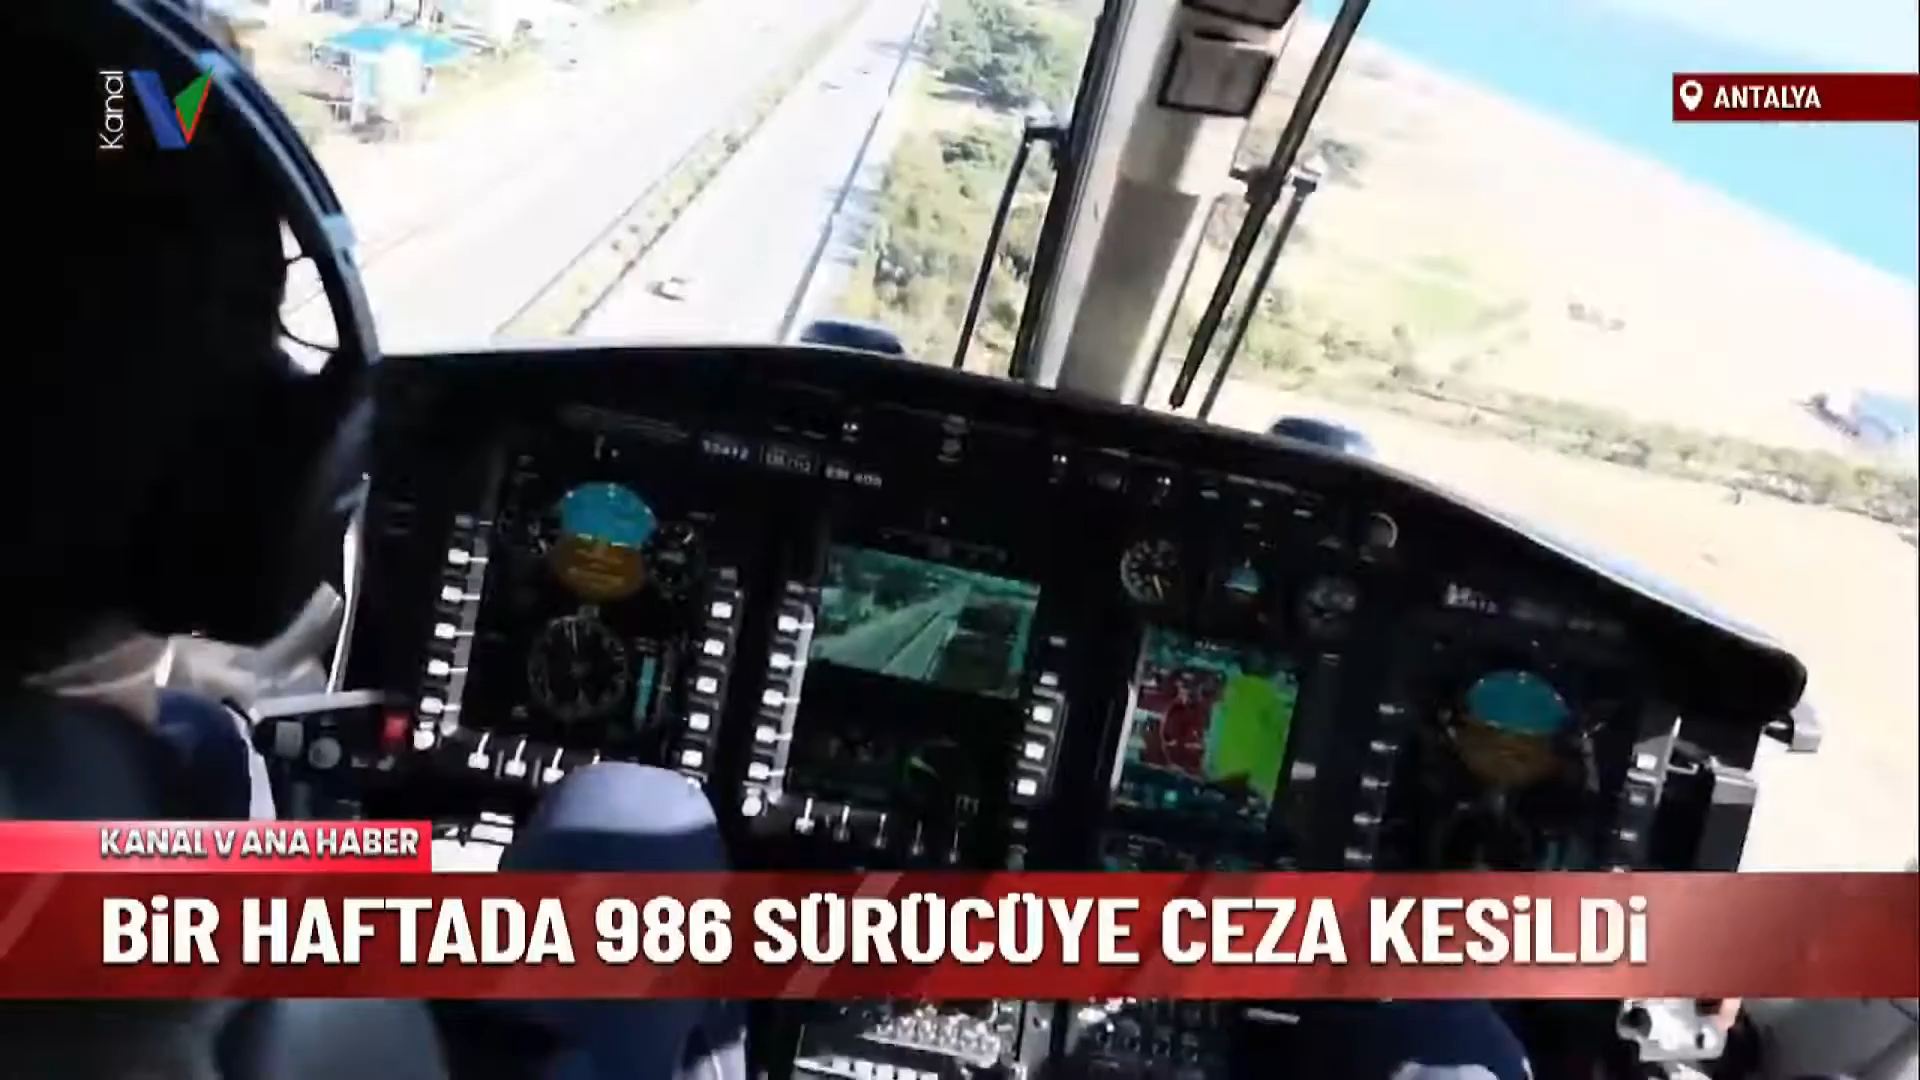 Kanal
ANTALYA
KANAL V ANA HABER
BİR HAFTADA 986 SÜRÜCÜYE CEZA KESİLDİ